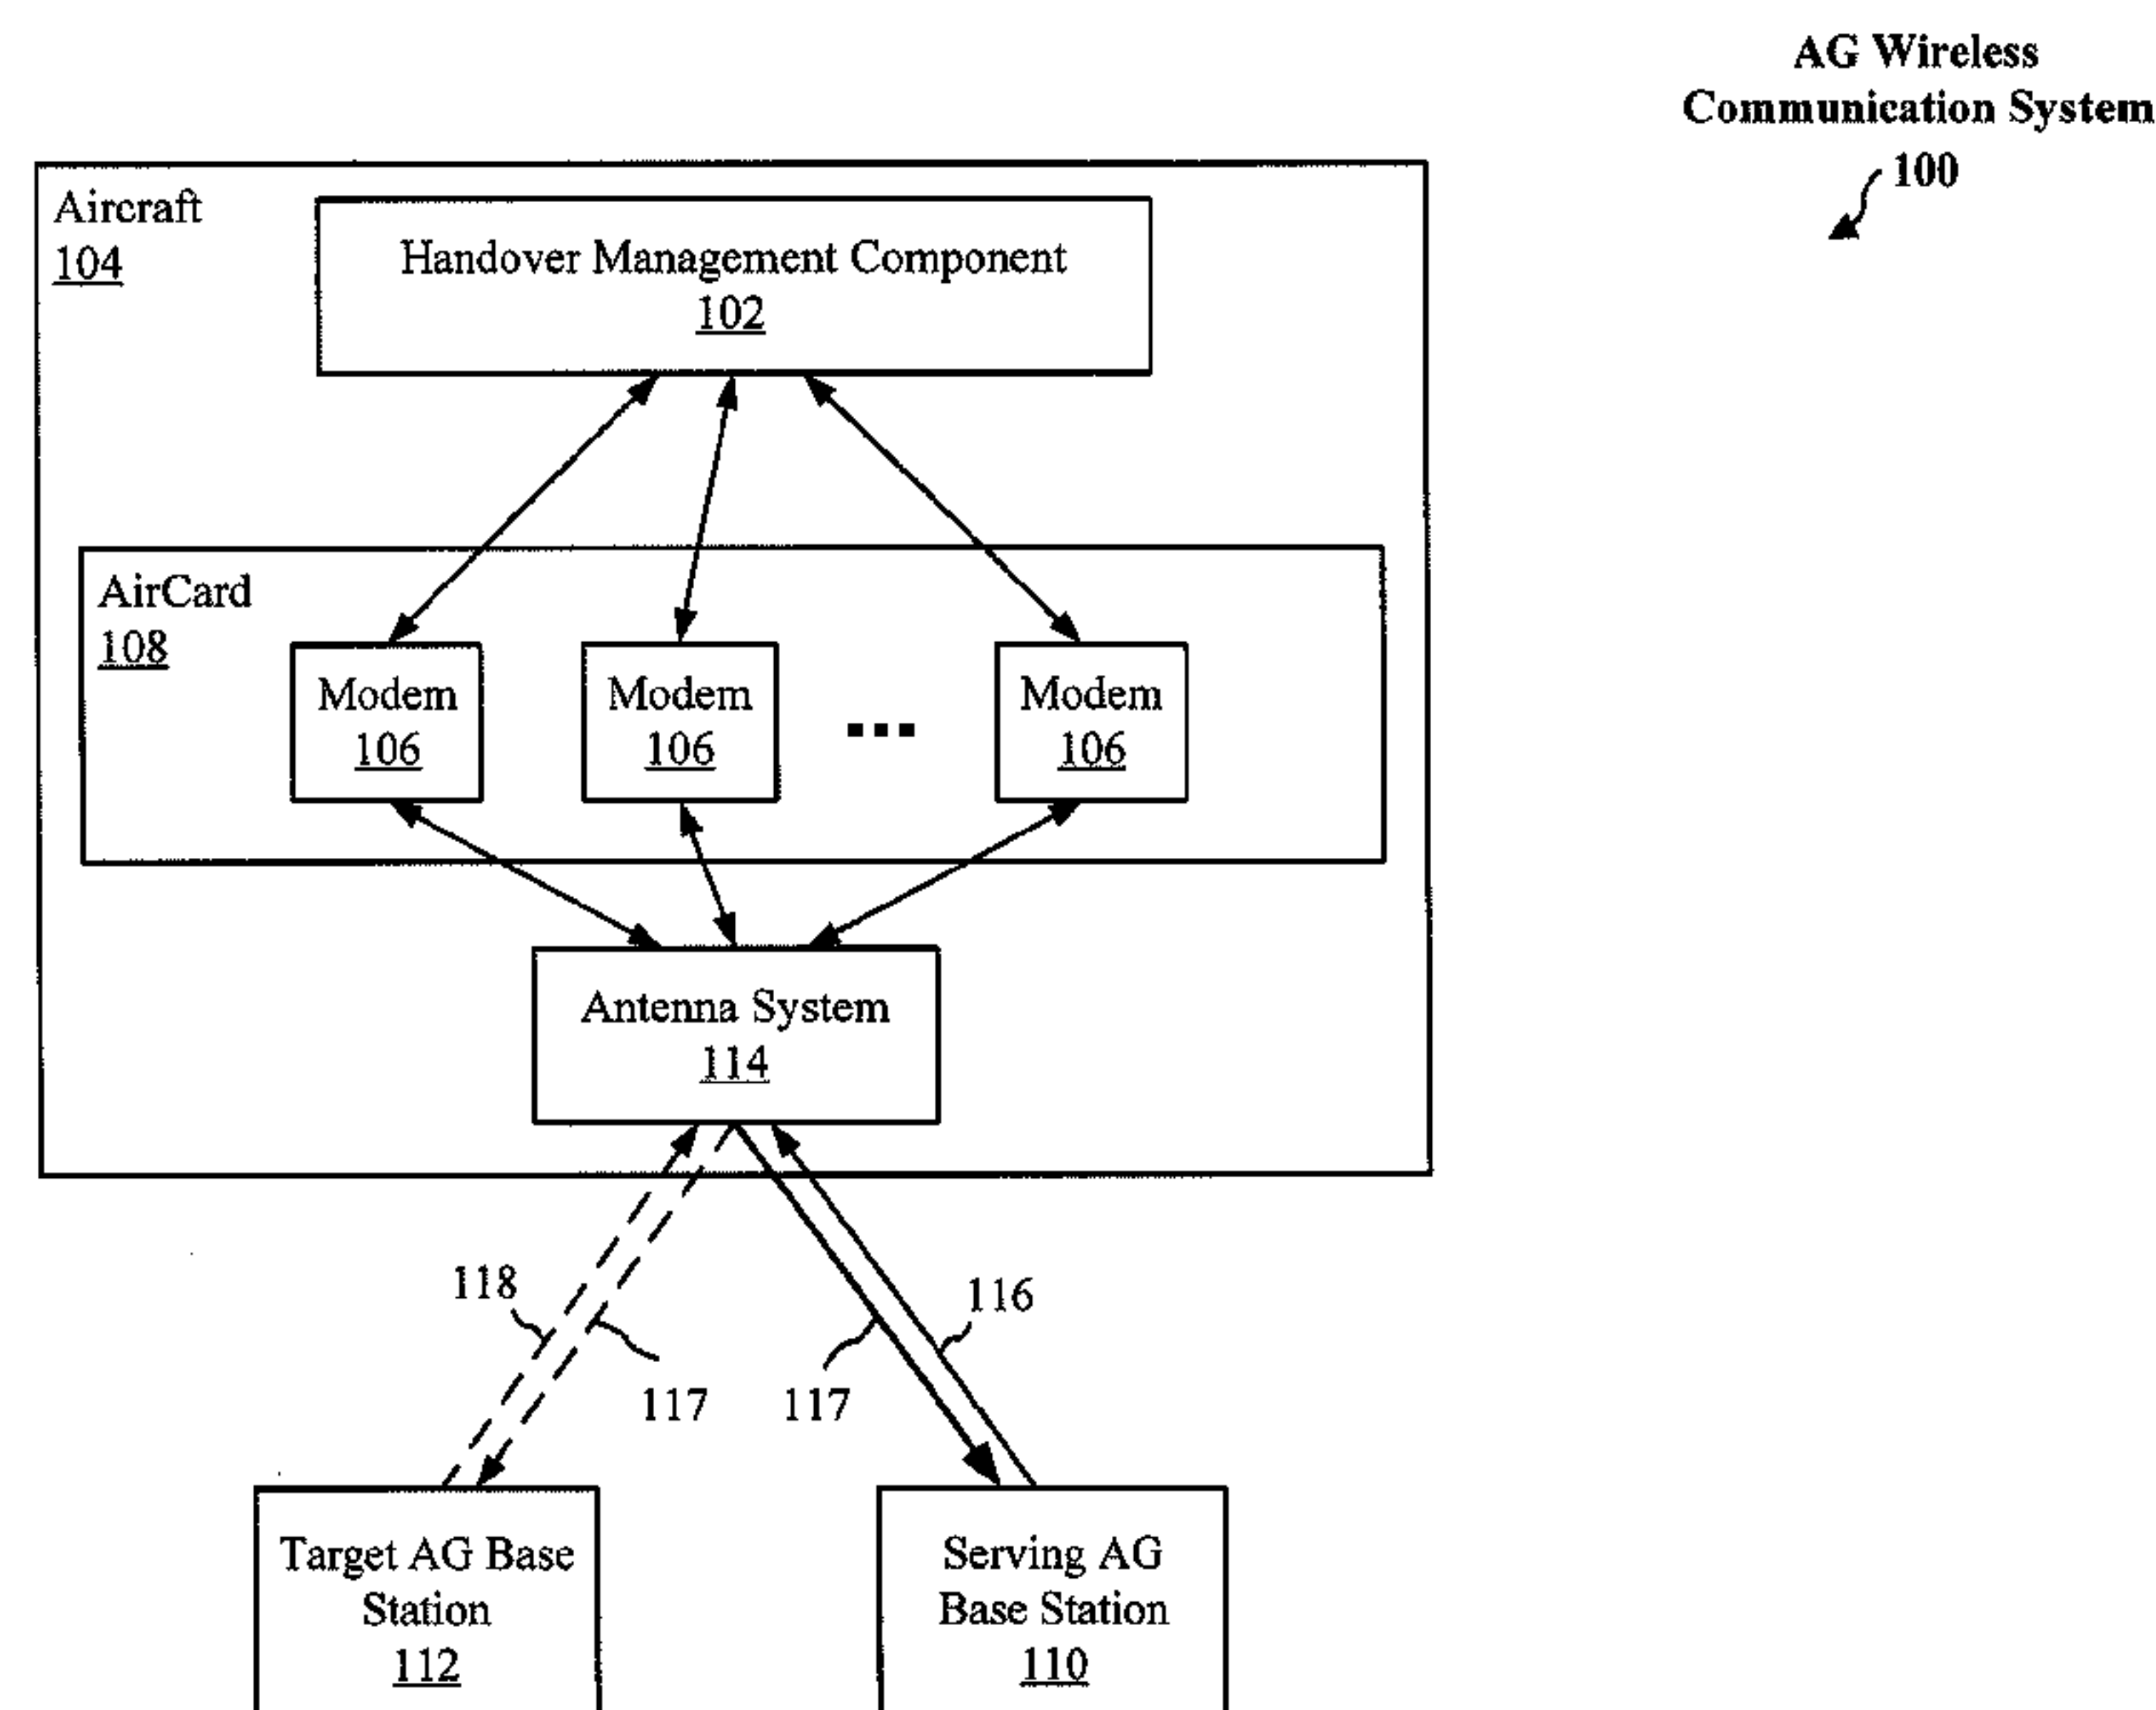 AG Wireless
Communication System
100
Aircraft
104
Handover Management Component
102
AirCard
108
Modem
106
Modem
106
Modem
106
Antenna System
114
118
117
117
116
Target AG Base
Station
112
Serving AG
Base Station
110